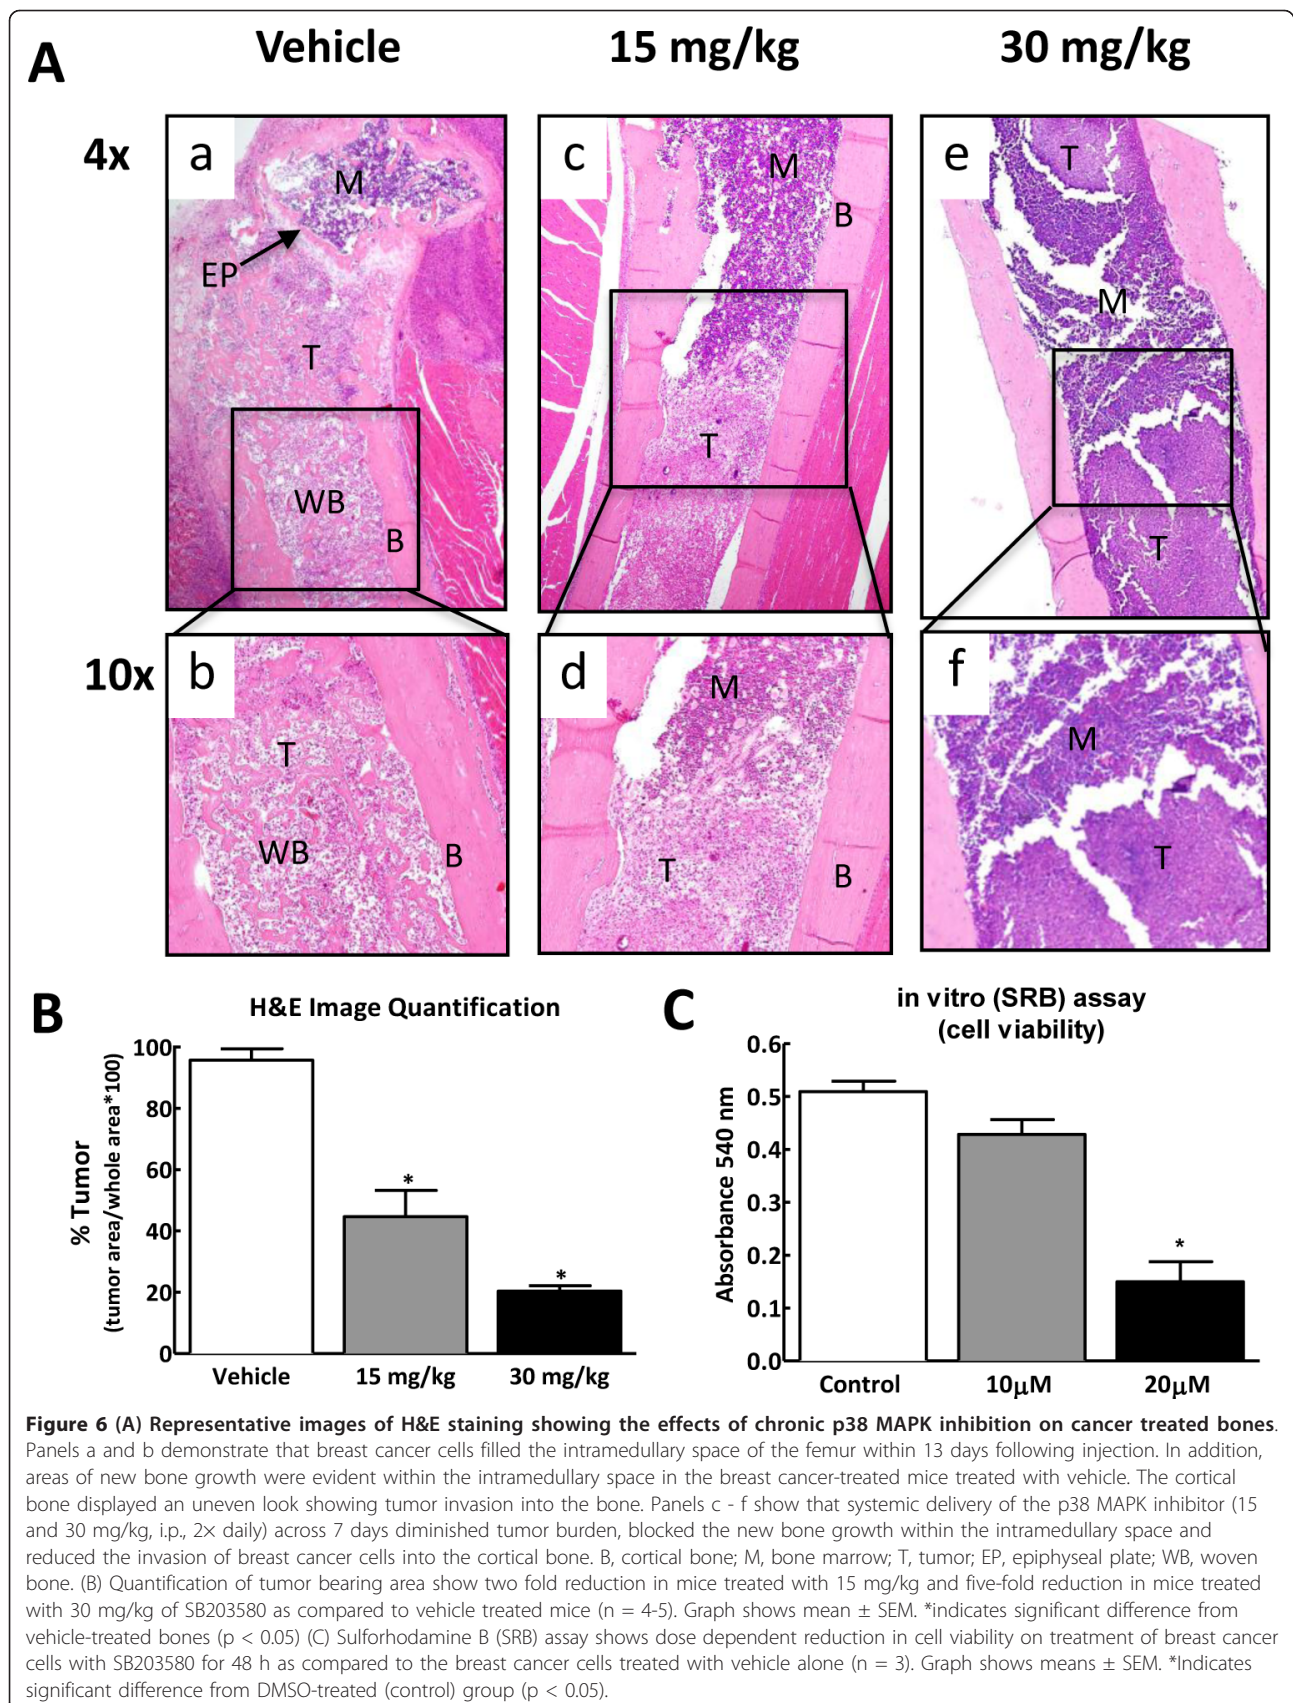 A
Vehicle
15 mg/kg
30 mg/kg
4x
a
M
EP
T
WB
B
c
M
B
T
e
T
M
T
10x
b
T
WB
B
d
M
T
B
f
M
T
B
H&E Image Quantification
% Tumor
(tumor area/whole area*100)
100
80
60
40
20
0
*
*
Vehicle
15 mg/kg
30 mg/kg
C
in vitro (SRB) assay
(cell viability)
Absorbance 540 nm
0.6
0.5
0.4
0.3
0.2
0.1
0.0
*
Control
10μM
20μM
Figure 6 (A) Representative images of H&E staining showing the effects of chronic p38 MAPK inhibition on cancer treated bones.
Panels a and b demonstrate that breast cancer cells filled the intramedullary space of the femur within 13 days following injection. In addition,
areas of new bone growth were evident within the intramedullary space in the breast cancer-treated mice treated with vehicle. The cortical
bone displayed an uneven look showing tumor invasion into the bone. Panels c - f show that systemic delivery of the p38 MAPK inhibitor (15
and 30 mg/kg, i.p., 2× daily) across 7 days diminished tumor burden, blocked the new bone growth within the intramedullary space and
reduced the invasion of breast cancer cells into the cortical bone. B, cortical bone; M, bone marrow; T, tumor; EP, epiphyseal plate; WB, woven
bone. (B) Quantification of tumor bearing area show two fold reduction in mice treated with 15 mg/kg and five-fold reduction in mice treated
with 30 mg/kg of SB203580 as compared to vehicle treated mice (n = 4-5). Graph shows mean ± SEM. *indicates significant difference from
vehicle-treated bones (p < 0.05) (C) Sulforhodamine B (SRB) assay shows dose dependent reduction in cell viability on treatment of breast cancer
cells with SB203580 for 48 h as compared to the breast cancer cells treated with vehicle alone (n = 3). Graph shows means ± SEM. *Indicates
significant difference from DMSO-treated (control) group (p < 0.05).